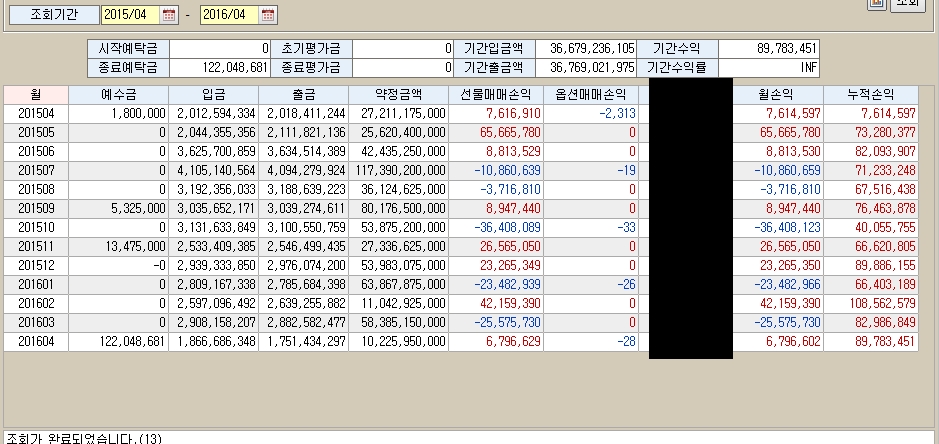 조회기간 2015/04 - 2016/04 조회
시작예탁금 0 초기평가금 0 기간입금액 36,679,236,105 기간수익 89,783,451
종료예탁금 122,048,681 종료평가금 0 기간출금액 36,769,021,975 기간수익률 INF
월 예수금 입금 출금 약정금액 선물매매손익 옵션매매손익 월손익 누적손익
201504 1,800,000 2,012,594,334 2,018,411,244 27,211,175,000 7,616,910 -2,313 7,614,597 7,614,597
201505 0 2,044,355,356 2,111,821,136 25,620,400,000 65,665,780 0 65,665,780 73,280,377
201506 0 3,625,700,859 3,634,514,389 42,435,250,000 8,813,529 0 8,813,530 82,093,907
201507 0 4,105,140,564 4,094,279,924 117,390,200,000 -10,860,639 -19 -10,860,659 71,233,248
201508 0 3,192,356,033 3,188,639,223 36,124,625,000 -3,716,810 0 -3,716,810 67,516,438
201509 5,325,000 3,035,652,171 3,039,274,611 80,176,500,000 8,947,440 0 8,947,440 76,463,878
201510 0 3,131,633,849 3,100,550,759 53,875,200,000 -36,408,089 -33 -36,408,123 40,055,755
201511 13,475,000 2,533,409,385 2,546,499,435 27,336,625,000 26,565,050 0 26,565,050 66,620,805
201512 -0 2,939,333,850 2,976,074,200 53,983,075,000 23,265,349 0 23,265,350 89,886,155
201601 0 2,809,167,338 2,785,684,398 63,867,875,000 -23,482,939 -26 -23,482,966 66,403,189
201602 0 2,597,096,492 2,639,255,882 11,042,925,000 42,159,390 0 42,159,390 108,562,579
201603 0 2,908,158,207 2,882,582,477 58,385,150,000 -25,575,730 0 -25,575,730 82,986,849
201604 122,048,681 1,866,686,348 1,751,434,297 10,225,950,000 6,796,629 -28 6,796,602 89,783,451
조회가 완료되었습니다.(13)